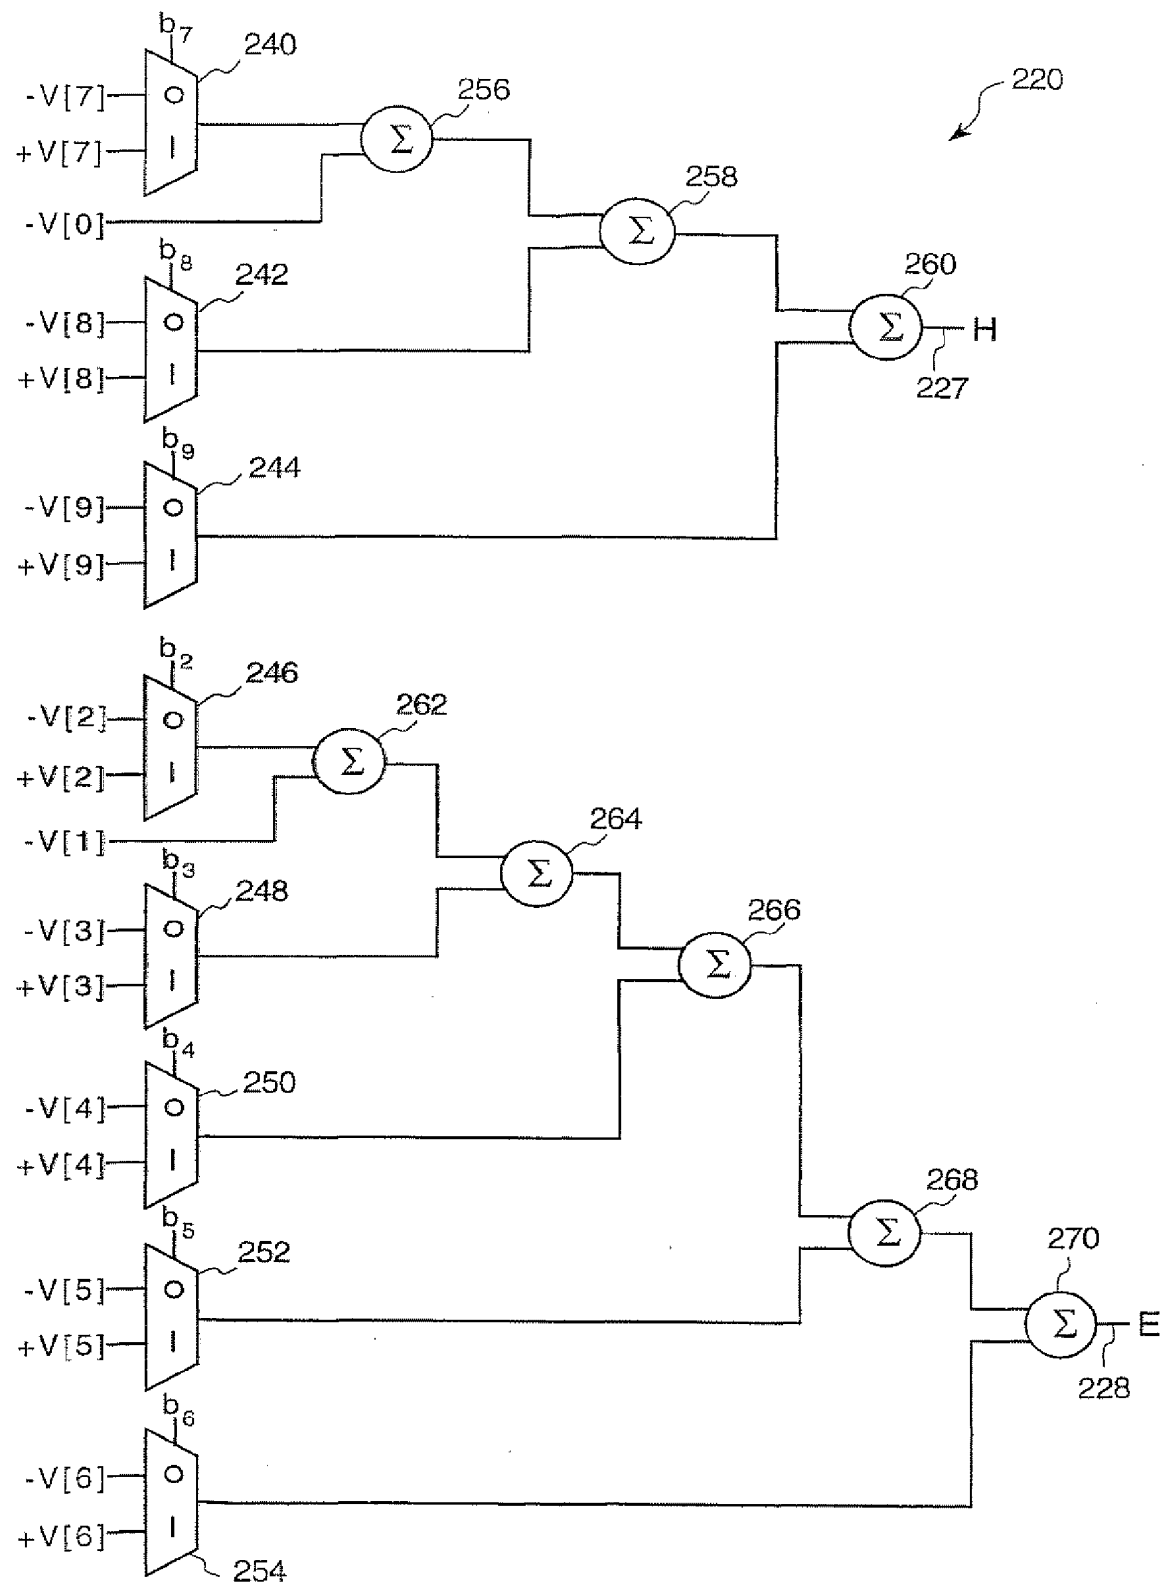 b7
240
-V[7] 0
+V[7] 1
-V[0]
256
Σ
220
258
Σ
b8
242
-V[8] 0
+V[8] 1
260
Σ
H
227
b9
244
-V[9] 0
+V[9] 1
b2
246
-V[2] 0
+V[2] 1
-V[1]
262
Σ
264
Σ
b3
248
-V[3] 0
+V[3] 1
266
Σ
b4
250
-V[4] 0
+V[4] 1
268
Σ
b5
252
-V[5] 0
+V[5] 1
270
Σ
E
228
b6
-V[6] 0
+V[6] 1
254